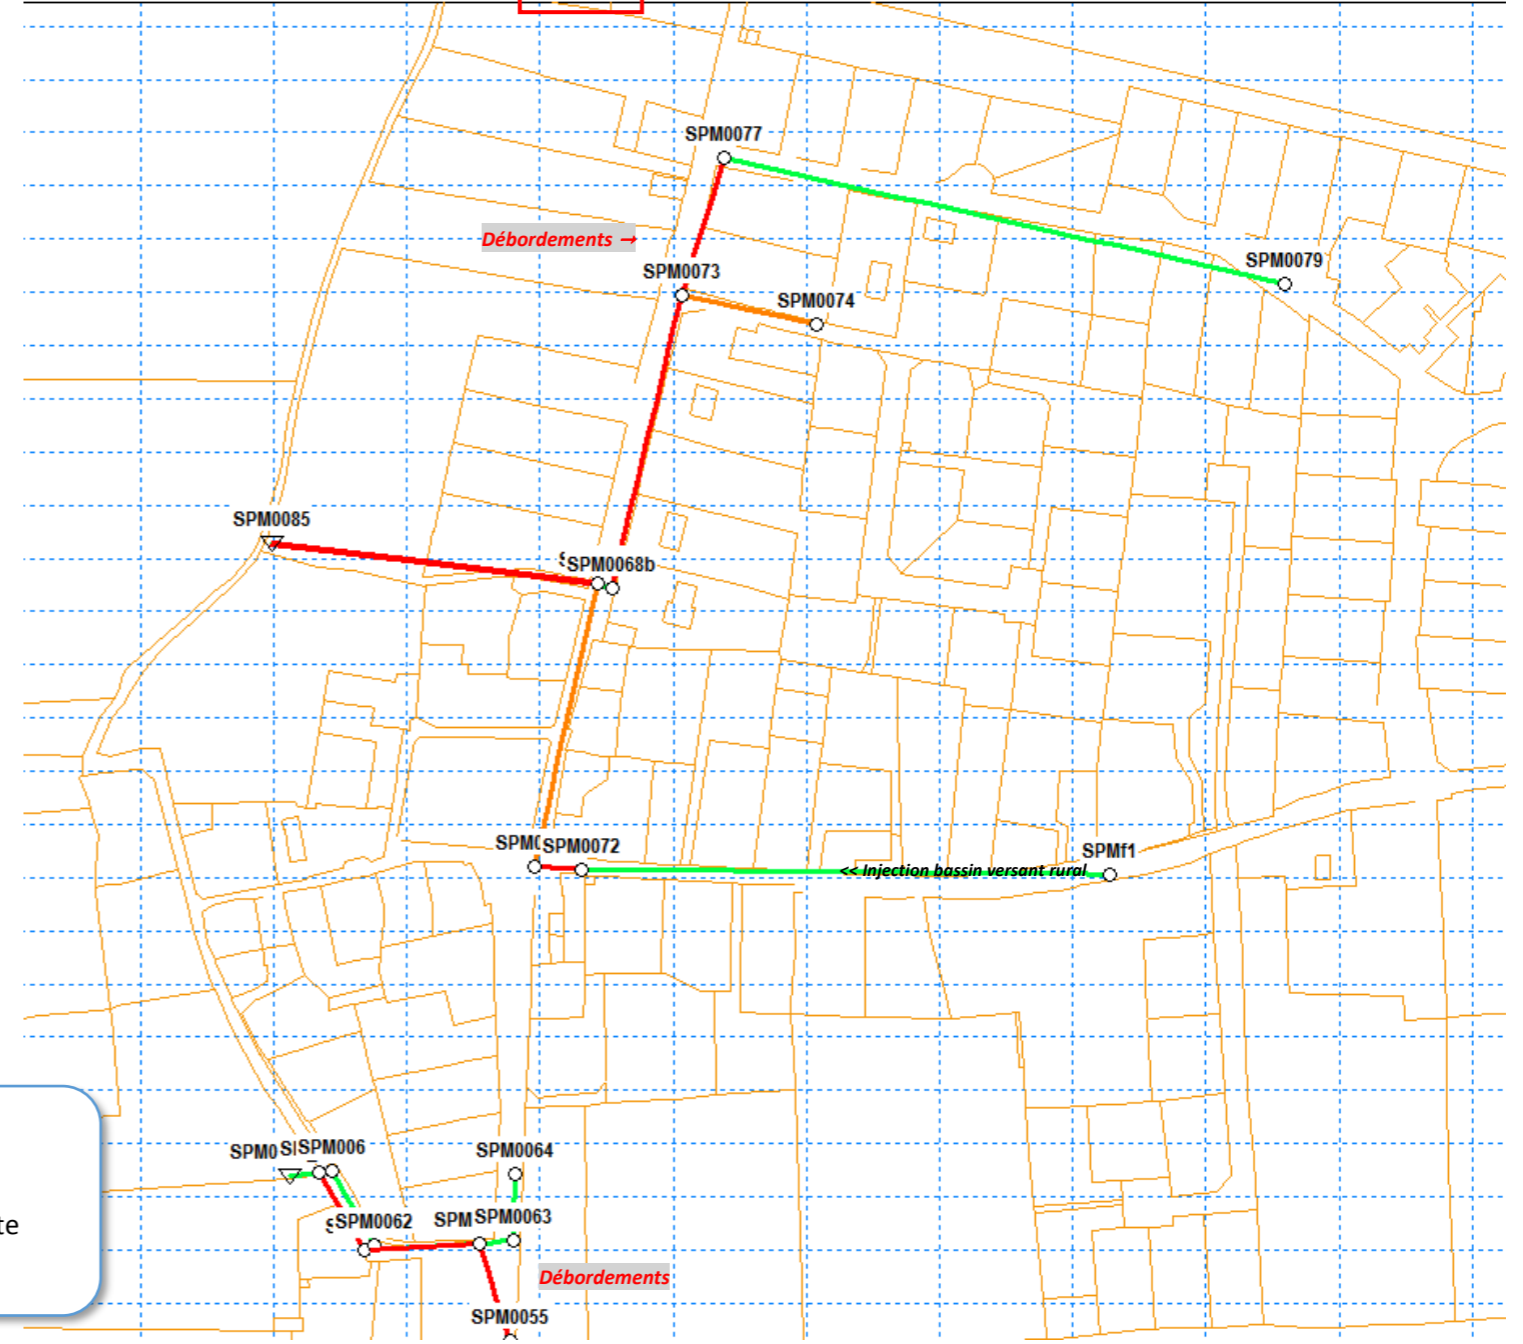 SPM0077
Débordements →
SPM0079
SPM0073
SPM0074
SPM0085
SPM0068b
SPM0072
SPMf1
<< Injection bassin versant rural
SPM0 SPM006
SPM0064
SPM0062
SPM SPM0063
te
Débordements
SPM0055